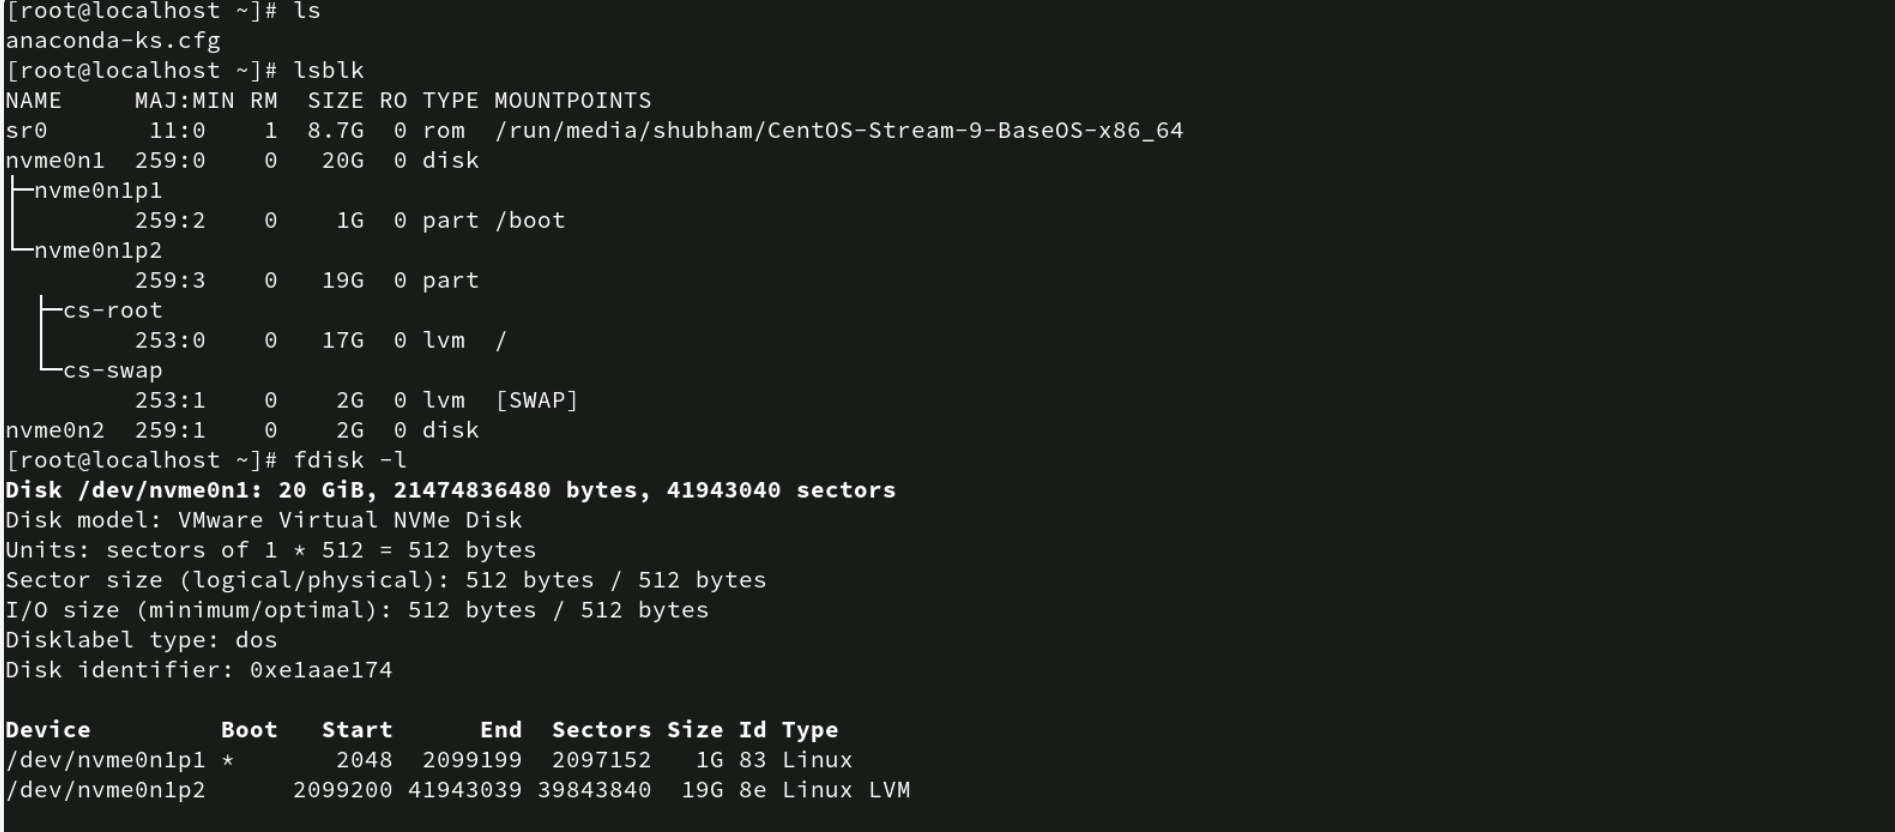 [root@localhost ~]# ls
anaconda-ks.cfg
[root@localhost ~]# lsblk
NAME     MAJ:MIN RM  SIZE RO TYPE MOUNTPOINTS
sr0       11:0    1  8.7G  0 rom  /run/media/shubham/CentOS-Stream-9-BaseOS-x86_64
nvme0n1  259:0    0   20G  0 disk
├─nvme0n1p1
│        259:2    0    1G  0 part /boot
└─nvme0n1p2
         259:3    0   19G  0 part
  ├─cs-root
  │      253:0    0   17G  0 lvm  /
  └─cs-swap
         253:1    0    2G  0 lvm  [SWAP]
nvme0n2  259:1    0    2G  0 disk
[root@localhost ~]# fdisk -l
Disk /dev/nvme0n1: 20 GiB, 21474836480 bytes, 41943040 sectors
Disk model: VMware Virtual NVMe Disk
Units: sectors of 1 * 512 = 512 bytes
Sector size (logical/physical): 512 bytes / 512 bytes
I/O size (minimum/optimal): 512 bytes / 512 bytes
Disklabel type: dos
Disk identifier: 0xe1aae174
Device         Boot   Start      End  Sectors Size Id Type
/dev/nvme0n1p1 *       2048  2099199  2097152   1G 83 Linux
/dev/nvme0n1p2      2099200 41943039 39843840  19G 8e Linux LVM